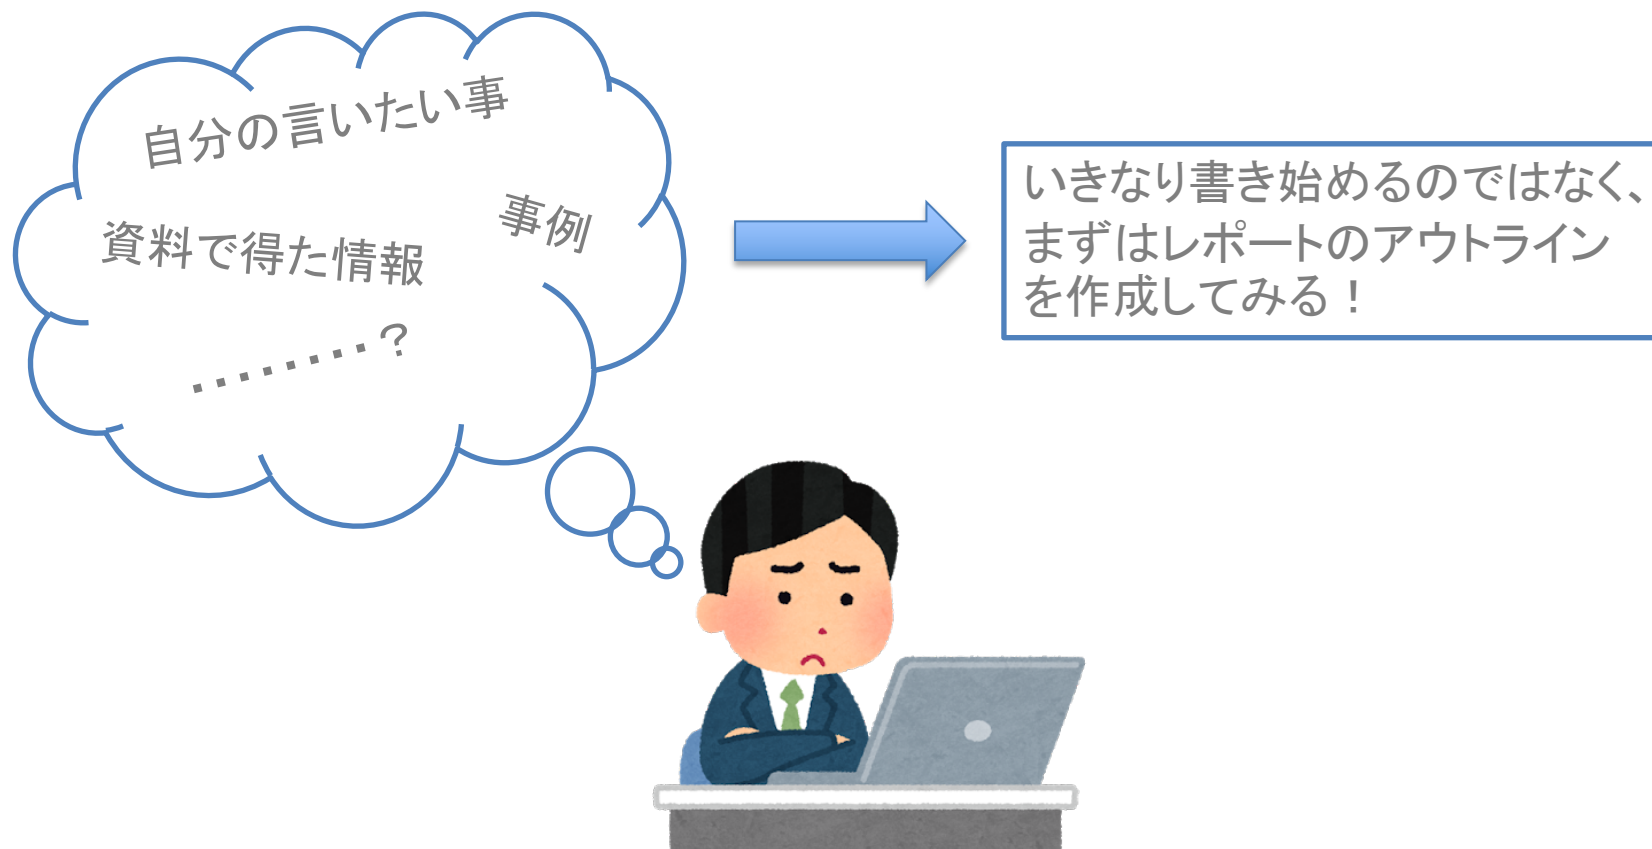 自分の言いたい事
事例
資料で得た情報
・・・・・・・・？
いきなり書き始めるのではなく、
まずはレポートのアウトライン
を作成してみる！